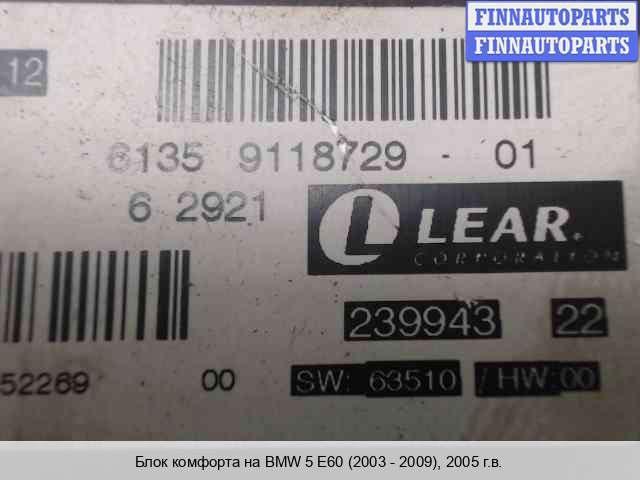 FINNAUTOPARTS
FINNAUTOPARTS
12
6135 9118729 - 01
6 2921
LEAR
CORPORATION
239943 22
52269 00 SW: 63510 / HW: 00
Блок комфорта на BMW 5 E60 (2003 - 2009), 2005 г.в.